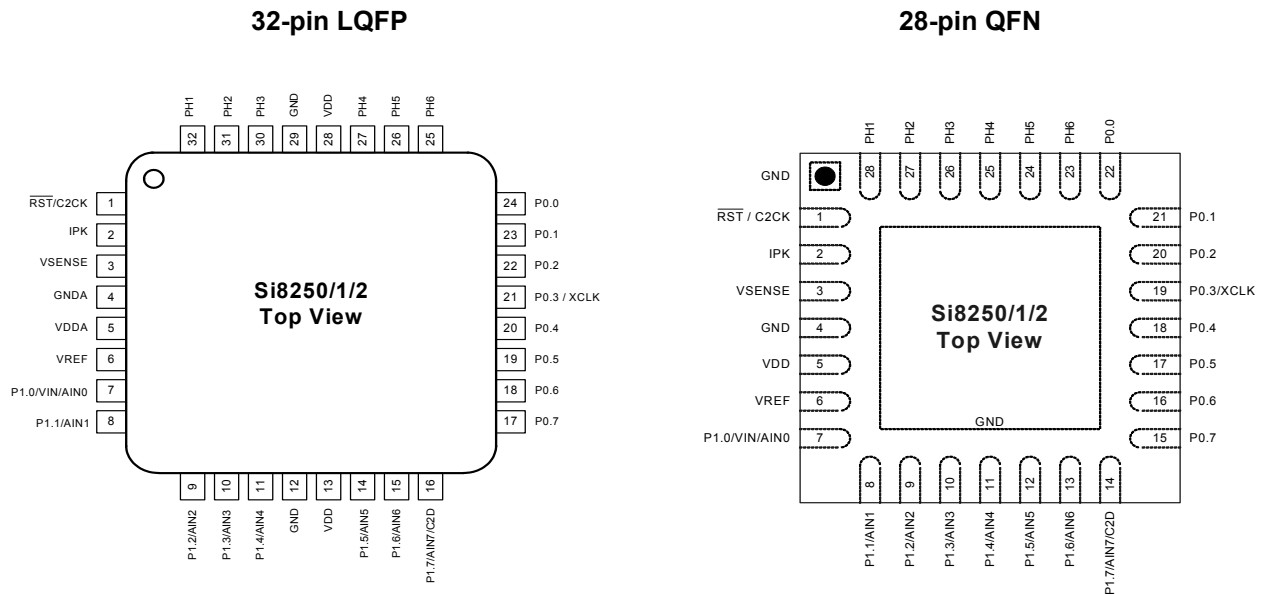 32-pin LQFP
28-pin QFN
PH1
PH2
PH3
GND
VDD
PH4
PH5
PH6
32
31
30
29
28
27
26
25
RST/C2CK 1
IPK 2
VSENSE 3
GNDA 4
VDDA 5
VREF 6
P1.0/VIN/AIN0 7
P1.1/AIN1 8
Si8250/1/2
Top View
24 P0.0
23 P0.1
22 P0.2
21 P0.3 / XCLK
20 P0.4
19 P0.5
18 P0.6
17 P0.7
9
10
11
12
13
14
15
16
P1.2/AIN2
P1.3/AIN3
P1.4/AIN4
GND
VDD
P1.5/AIN5
P1.6/AIN6
P1.7/AIN7/C2D
PH1
PH2
PH3
PH4
PH5
PH6
P0.0
GND
28
27
26
25
24
23
22
RST / C2CK 1
IPK 2
VSENSE 3
GND 4
VDD 5
VREF 6
P1.0/VIN/AIN0 7
Si8250/1/2
Top View
GND
21 P0.1
20 P0.2
19 P0.3/XCLK
18 P0.4
17 P0.5
16 P0.6
15 P0.7
8
9
10
11
12
13
14
P1.1/AIN1
P1.2/AIN2
P1.3/AIN3
P1.4/AIN4
P1.5/AIN5
P1.6/AIN6
P1.7/AIN7/C2D